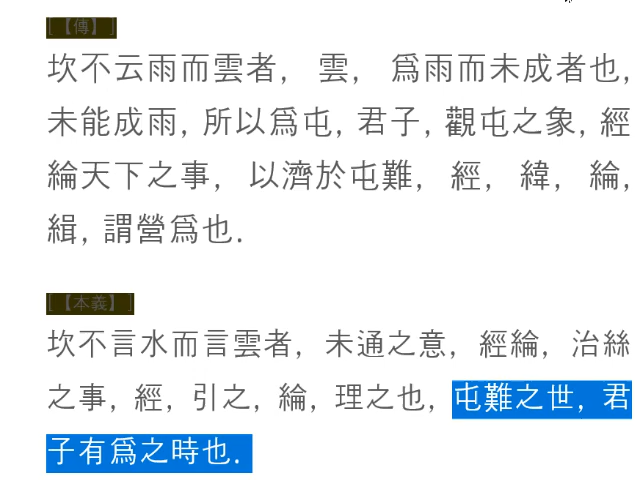 [【傳】]
坎不云雨而雲者, 雲, 爲雨而未成者也,
未能成雨, 所以爲屯, 君子, 觀屯之象, 經
綸天下之事, 以濟於屯難, 經, 緯, 綸,
緝, 謂營爲也.
[【本義】]
坎不言水而言雲者, 未通之意, 經綸, 治絲
之事, 經, 引之, 綸, 理之也, 屯難之世, 君
子有爲之時也.